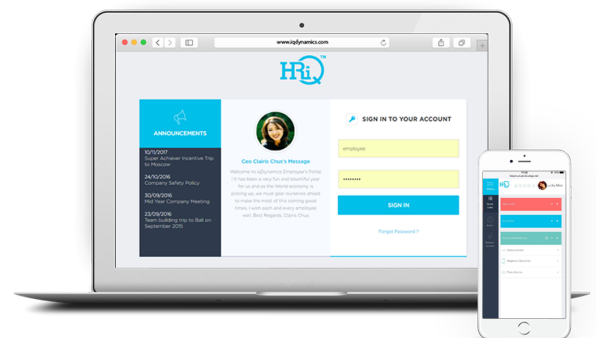 www.iqdynamics.com
HRiQ™
ANNOUNCEMENTS
10/11/2017
Super Achiever Incentive Trip
to Moscow
24/10/2016
Company Safety Policy
30/09/2016
Mid Year Company Meeting
23/09/2016
Team building trip to Bali on
September 2015
Ceo Clairis Chua's Message
Welcome to iqDynamics Employee's Portal
It has been a very fun and bountiful year
for us and as the world economy is
picking up, we must gear ourselves ahead
to make the most of this coming good
times. I wish each and every employee
well. Best Regards, Clairis Chua
SIGN IN TO YOUR ACCOUNT
employee
••••••••
SIGN IN
Forgot Password ?
HRiQ